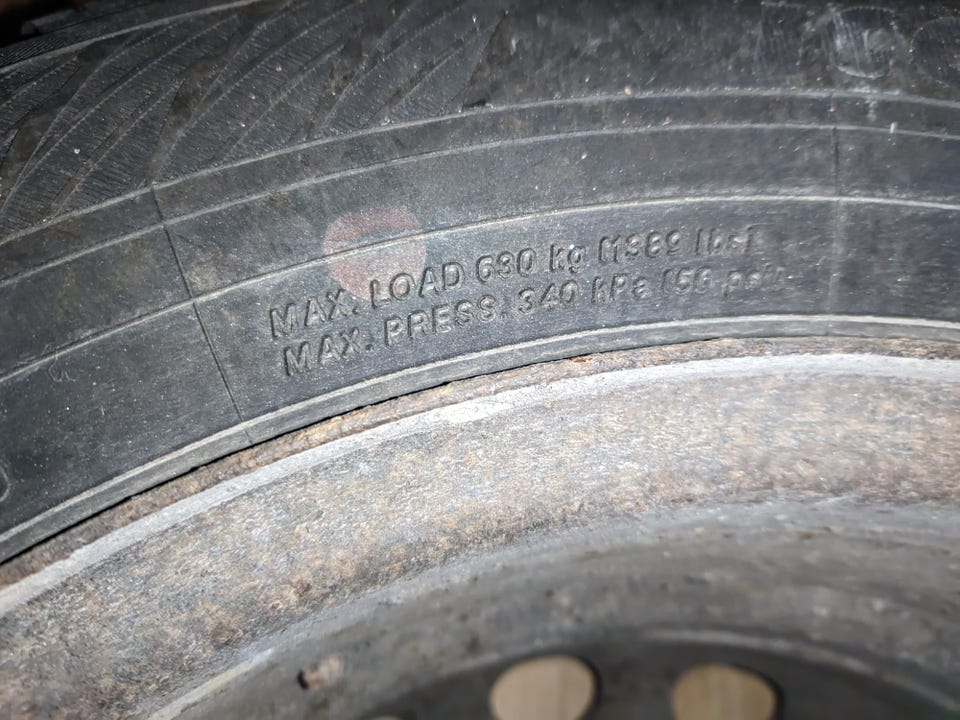 MAX. LOAD 630 kg (1389 lbs)
MAX. PRESS. 340 kPa (50 psi)